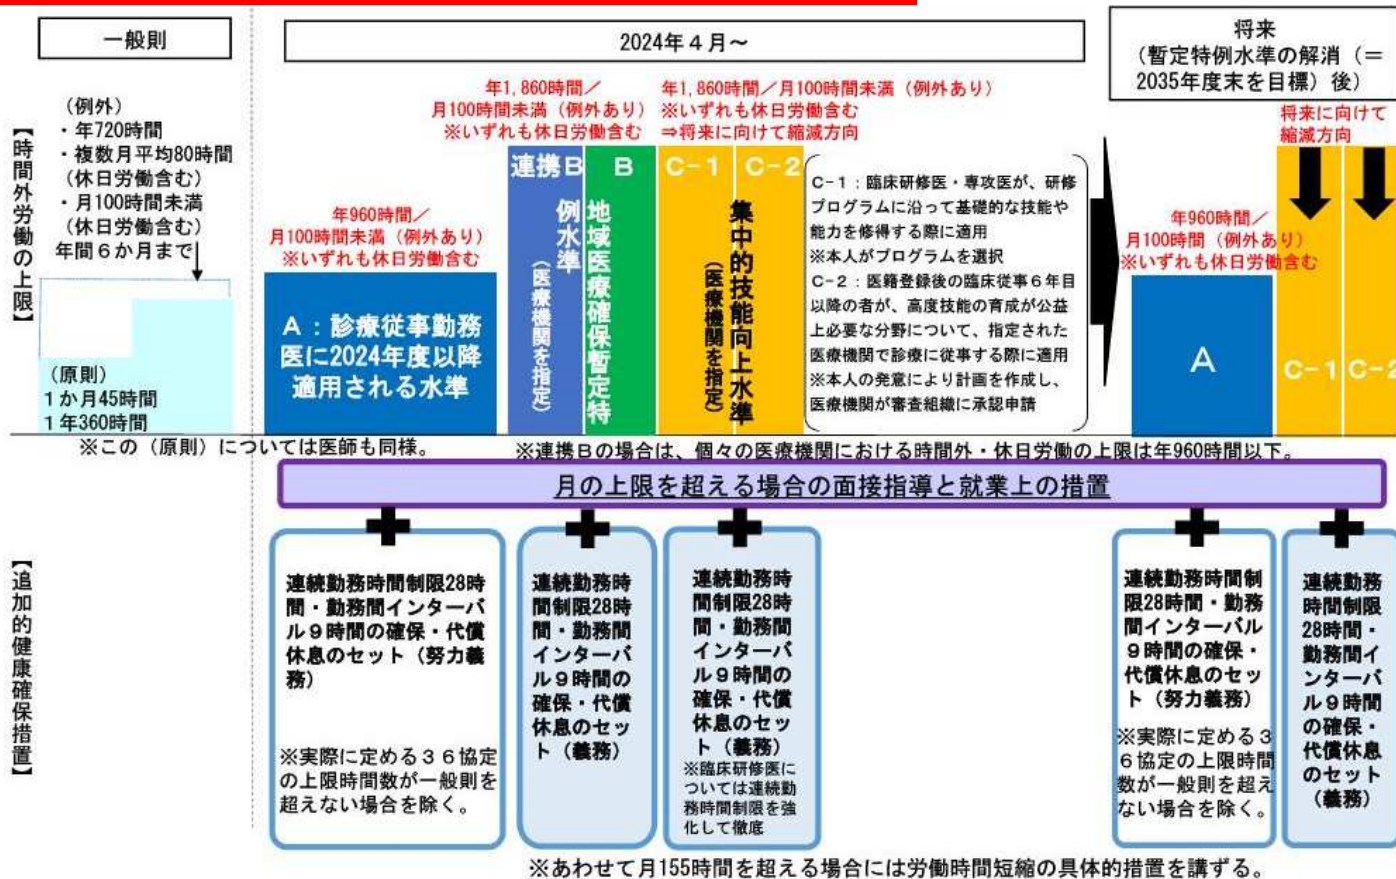 一般則
2024年４月～
将来
（暫定特例水準の解消（＝
2035年度末を目標）後）
【時間外労働の上限】
（例外）
・年720時間
・複数月平均80時間
（休日労働含む）
・月100時間未満
（休日労働含む）
年間６か月まで
（原則）
１か月45時間
１年360時間
※この（原則）については医師も同様。
年960時間／
月100時間未満（例外あり）
※いずれも休日労働含む
Ａ：診療従事勤務
医に2024年度以降
適用される水準
年1,860時間／
月100時間未満（例外あり）
※いずれも休日労働含む
連携Ｂ
Ｂ
地域医療確保暫定特
例水準
（医療機関を指定）
年1,860時間／月100時間未満（例外あり）
※いずれも休日労働含む
⇒将来に向けて縮減方向
Ｃ-１
Ｃ-２
集中的技能向上水準
（医療機関を指定）
Ｃ-１：臨床研修医・専攻医が、研修
プログラムに沿って基礎的な技能や
能力を修得する際に適用
※本人がプログラムを選択
Ｃ-２：医籍登録後の臨床従事６年目
以降の者が、高度技能の育成が公益
上必要な分野について、指定された
医療機関で診療に従事する際に適用
※本人の発意により計画を作成し、
医療機関が審査組織に承認申請
将来に向けて
縮減方向
年960時間／
月100時間（例外あり）
※いずれも休日労働含む
Ａ
Ｃ-１
Ｃ-２
※連携Ｂの場合は、個々の医療機関における時間外・休日労働の上限は年960時間以下。
月の上限を超える場合の面接指導と就業上の措置
【追加的健康確保措置】
連続勤務時間制限28時
間・勤務間インターバ
ル９時間の確保・代償
休息のセット（努力義
務）
※実際に定める３６協定
の上限時間数が一般則を
超えない場合を除く。
連続勤務時
間制限28時
間・勤務間
インターバ
ル９時間の
確保・代償
休息のセッ
ト（義務）
連続勤務時
間制限28時
間・勤務間
インターバ
ル９時間の
確保・代償
休息のセッ
ト（義務）
※臨床研修医に
ついては連続勤
務時間制限を強
化して徹底
連続勤務時間制
限28時間・勤務
間インターバル
９時間の確保・
代償休息のセッ
ト（努力義務）
※実際に定める３
６協定の上限時間
数が一般則を超え
ない場合を除く。
連続勤務
時間制限
28時間・
勤務間イ
ンターバ
ル９時間
の確保・
代償休息
のセット
（義務）
※あわせて月155時間を超える場合には労働時間短縮の具体的措置を講ずる。